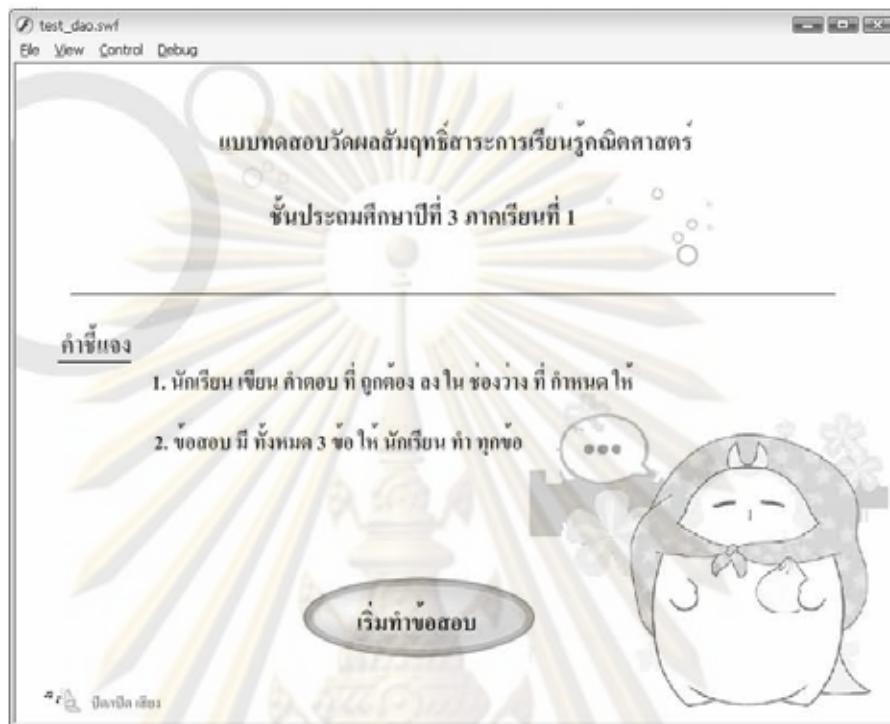 test_dao.swf
File View Control Debug
แบบทดสอบวัดผลสัมฤทธิ์สาระการเรียนรู้คณิตศาสตร์
ชั้นประถมศึกษาปีที่ 3 ภาคเรียนที่ 1
คำชี้แจง
1. นักเรียน เขียน คำตอบ ที่ ถูกต้อง ลง ใน ช่องว่าง ที่ กำหนด ให้
2. ข้อสอบ มี ทั้งหมด 3 ข้อ ให้ นักเรียน ทำ ทุกข้อ
เริ่มทำข้อสอบ
ปิด/เปิด เสียง